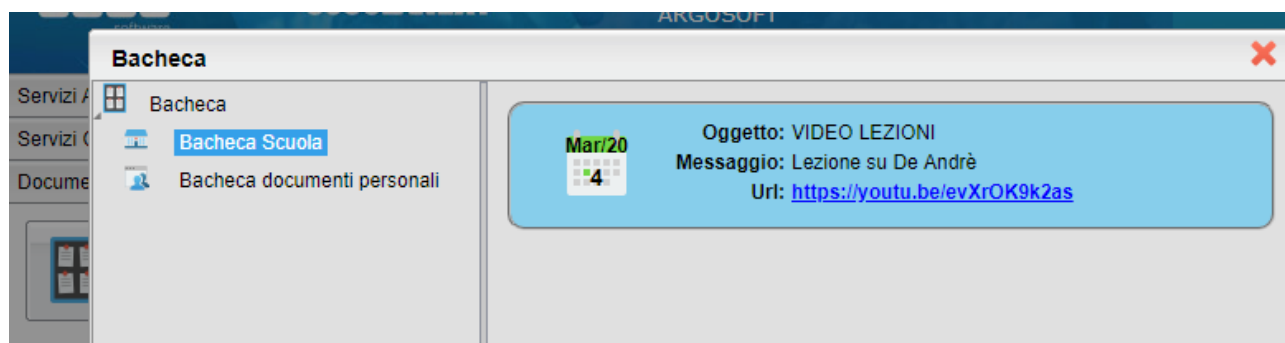 software
ARGOSOFT
Bacheca
Servizi
Bacheca
Servizi
Bacheca Scuola
Docume
Bacheca documenti personali
Mar/20
4
Oggetto: VIDEO LEZIONI
Messaggio: Lezione su De Andrè
Url: https://youtu.be/evXrOK9k2as